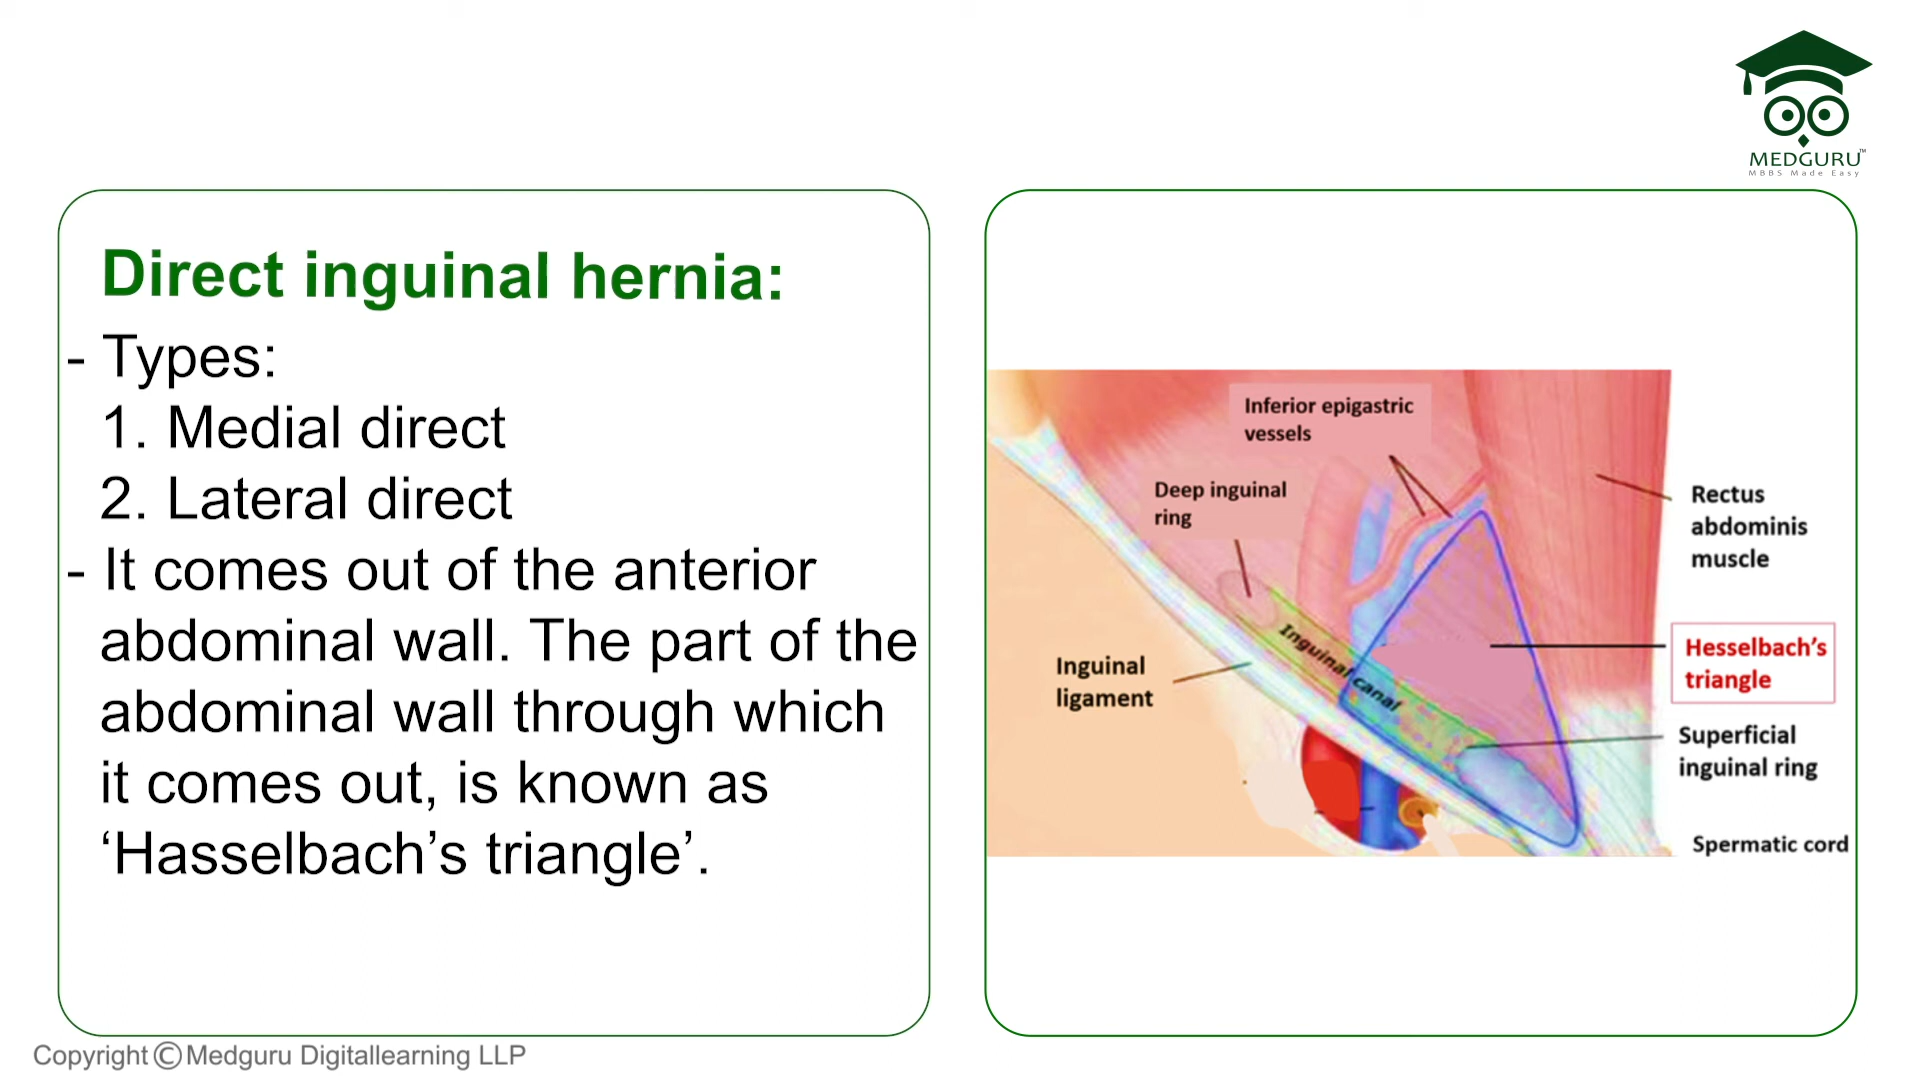 MEDGURU™
MBBS Made Easy
Direct inguinal hernia:
- Types:
1. Medial direct
2. Lateral direct
- It comes out of the anterior
abdominal wall. The part of the
abdominal wall through which
it comes out, is known as
‘Hasselbach’s triangle’.
Inferior epigastric
vessels
Deep inguinal
ring
Rectus
abdominis
muscle
Inguinal canal
Inguinal
ligament
Hesselbach’s
triangle
Superficial
inguinal ring
Spermatic cord
Copyright © Medguru Digitallearning LLP